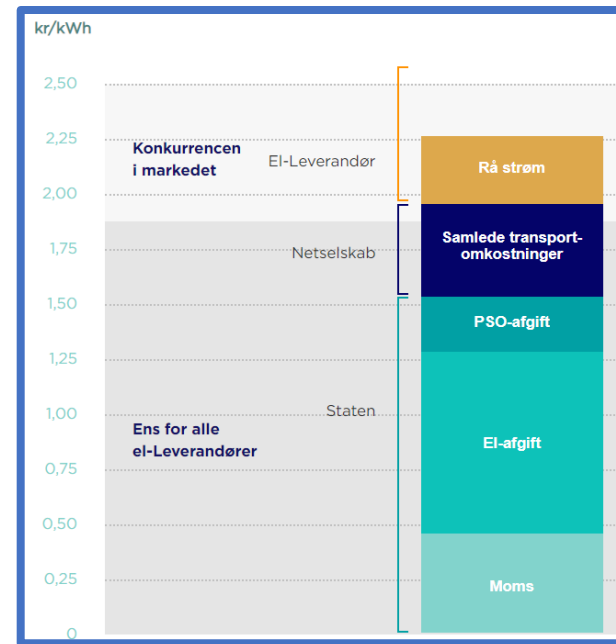 kr/kWh
2,50
2,25
2,00
1,75
1,50
1,25
1,00
0,75
0,50
0,25
0
Konkurrencen
i markedet
El-Leverandør
Netselskab
Staten
Ens for alle
el-Leverandører
Rå strøm
Samlede transport-
omkostninger
PSO-afgift
El-afgift
Moms